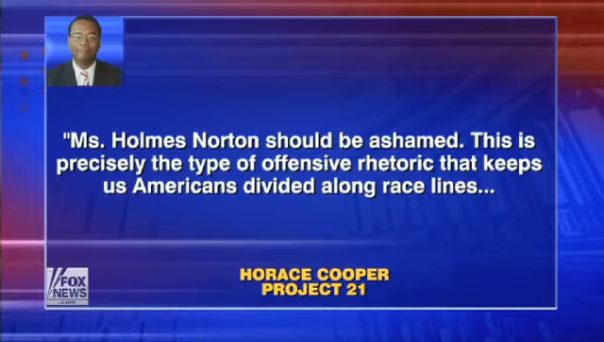 "Ms. Holmes Norton should be ashamed. This is
precisely the type of offensive rhetoric that keeps
us Americans divided along race lines...
HORACE COOPER
PROJECT 21
FOX
NEWS
.com